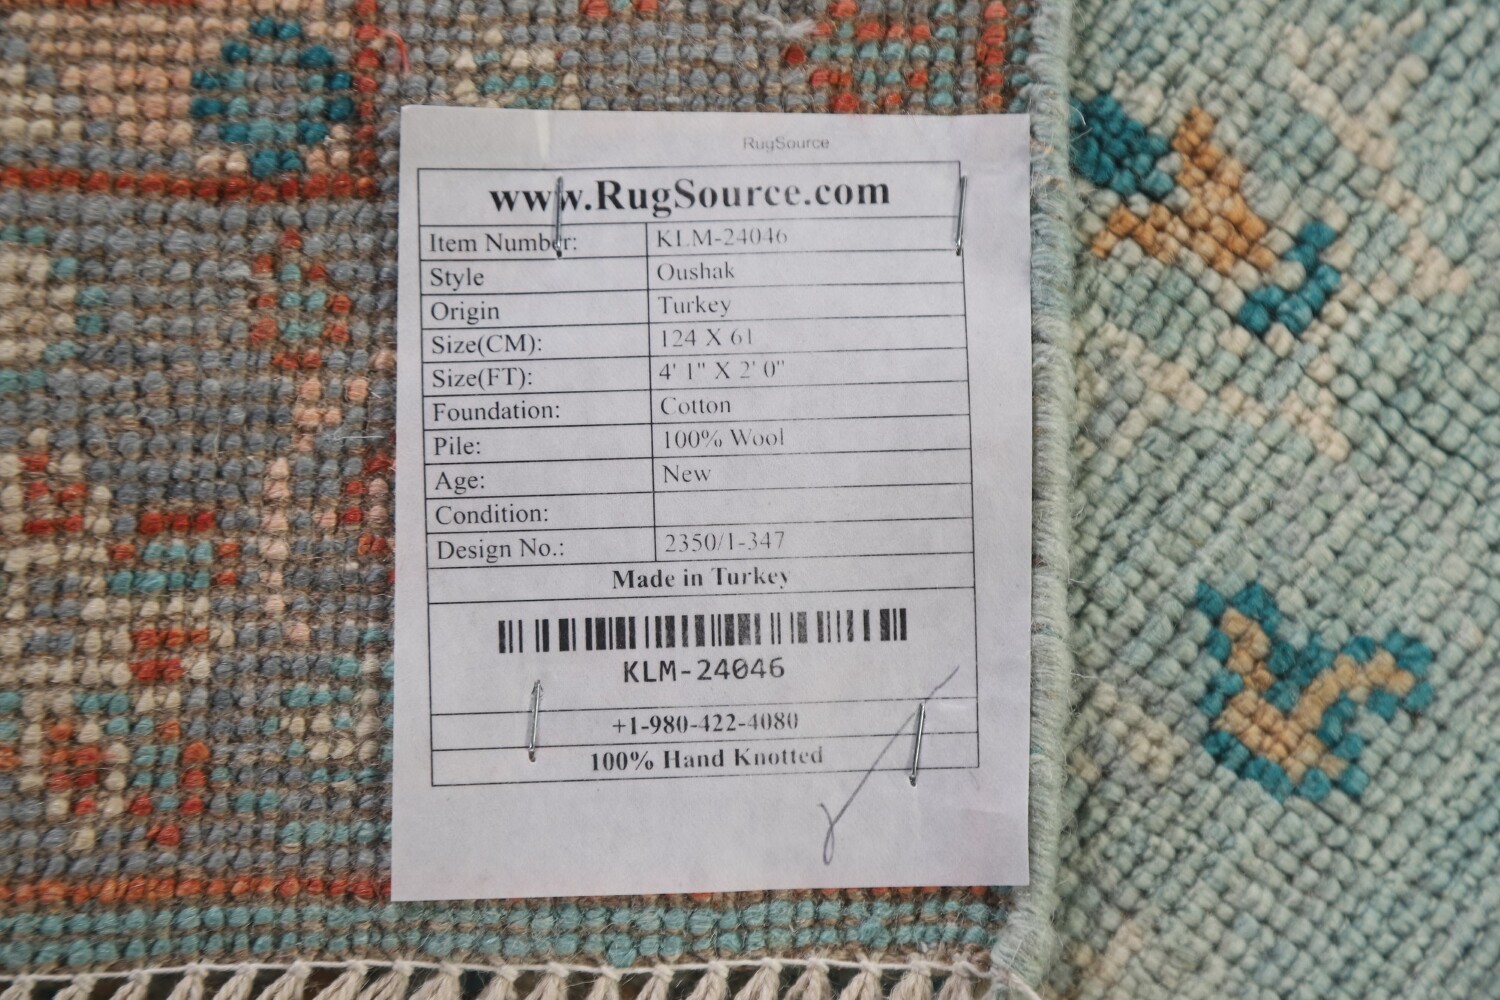 RugSource
www.RugSource.com
Item Number: KLM-24046
Style Oushak
Origin Turkey
Size(CM): 124 X 61
Size(FT): 4' 1" X 2' 0"
Foundation: Cotton
Pile: 100% Wool
Age: New
Condition:
Design No.: 2350/1-347
Made in Turkey
KLM-24046
+1-980-422-4080
100% Hand Knotted